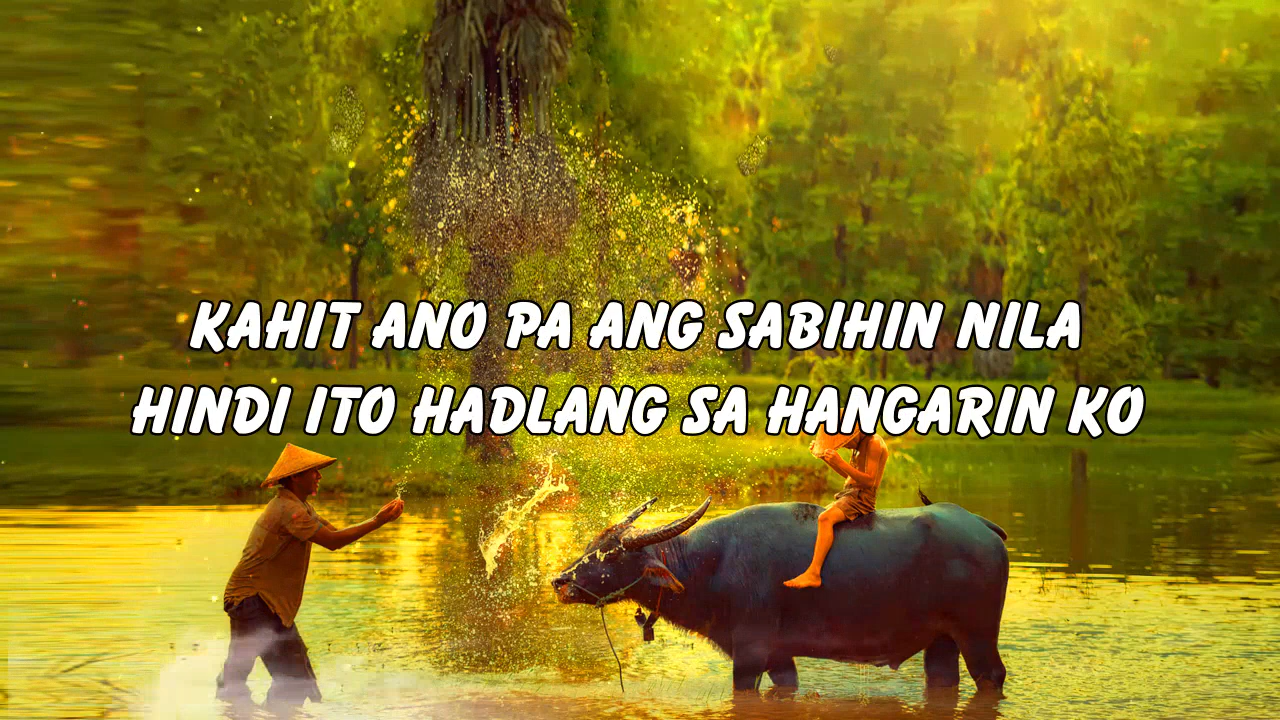 KAHIT ANO PA ANG SABIHIN NILA
HINDI ITO HADLANG SA HANGARIN KO